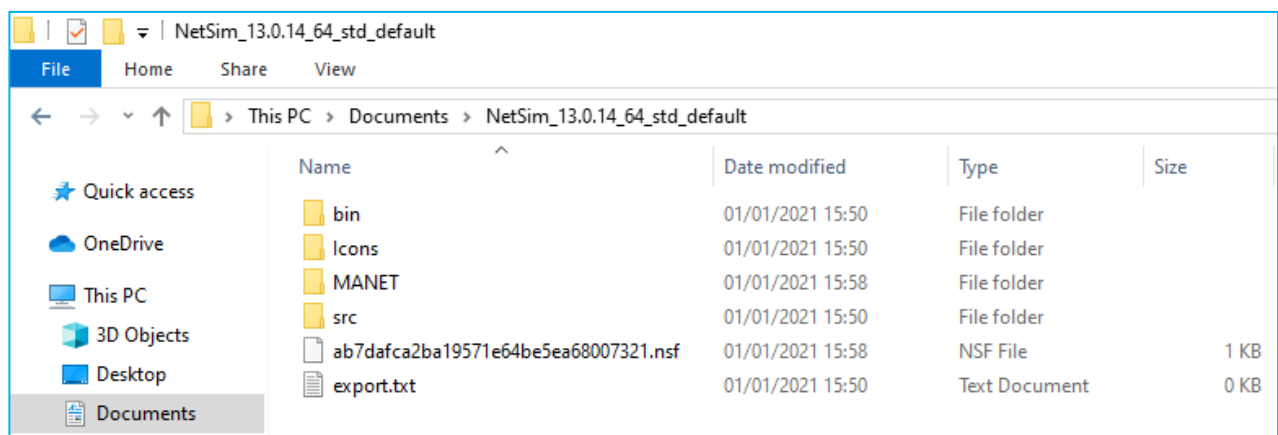 NetSim_13.0.14_64_std_default
File Home Share View
This PC > Documents > NetSim_13.0.14_64_std_default
Name Date modified Type Size
Quick access
bin 01/01/2021 15:50 File folder
OneDrive
Icons 01/01/2021 15:50 File folder
MANET 01/01/2021 15:58 File folder
This PC
src 01/01/2021 15:50 File folder
3D Objects
ab7dafca2ba19571e64be5ea68007321.nsf 01/01/2021 15:58 NSF File 1 KB
Desktop
export.txt 01/01/2021 15:50 Text Document 0 KB
Documents